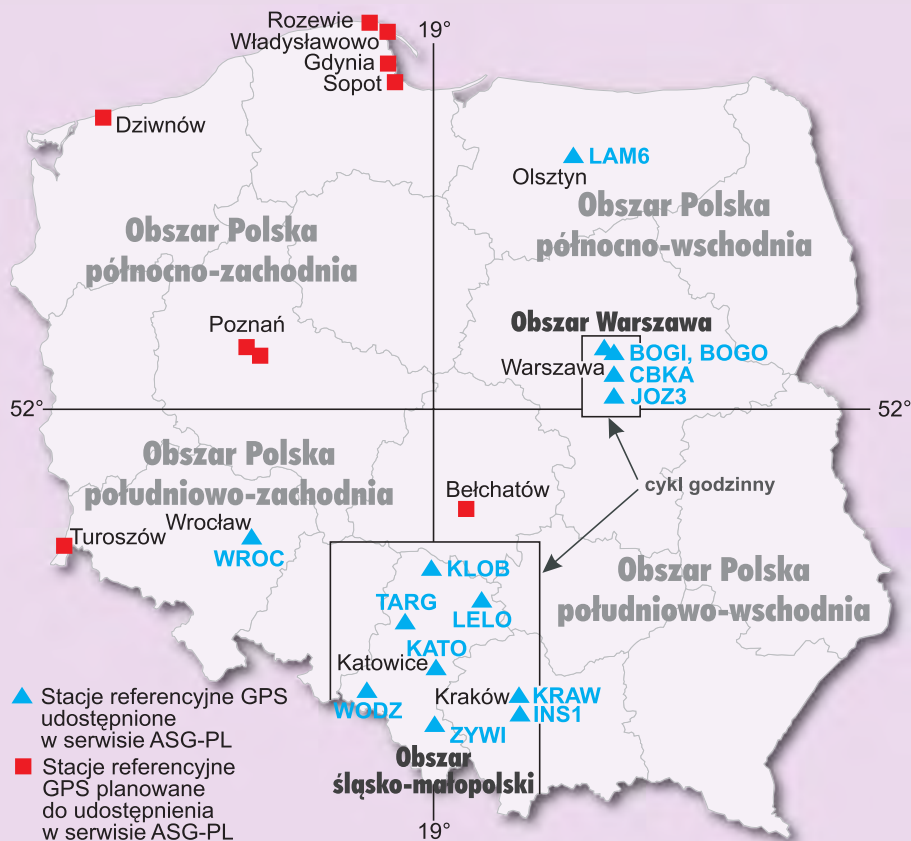 Rozewie
19°
Władysławowo
Gdynia
Sopot
Dziwnów
LAM6
Olsztyn
Obszar Polska
północno-zachodnia
Obszar Polska
północno-wschodnia
Poznań
Obszar Warszawa
BOGI, BOGO
Warszawa
CBKA
JOZ3
52°
52°
Obszar Polska
południowo-zachodnia
cykl godzinny
Bełchatów
Wrocław
Turoszów
WROC
KLOB
Obszar Polska
południowo-wschodnia
TARG
LELO
KATO
Katowice
WODZ
Kraków
KRAW
INS1
ZYWI
Obszar
śląsko-małopolski
Stacje referencyjne GPS
udostępnione
w serwisie ASG-PL
Stacje referencyjne
GPS planowane
do udostępnienia
w serwisie ASG-PL
19°